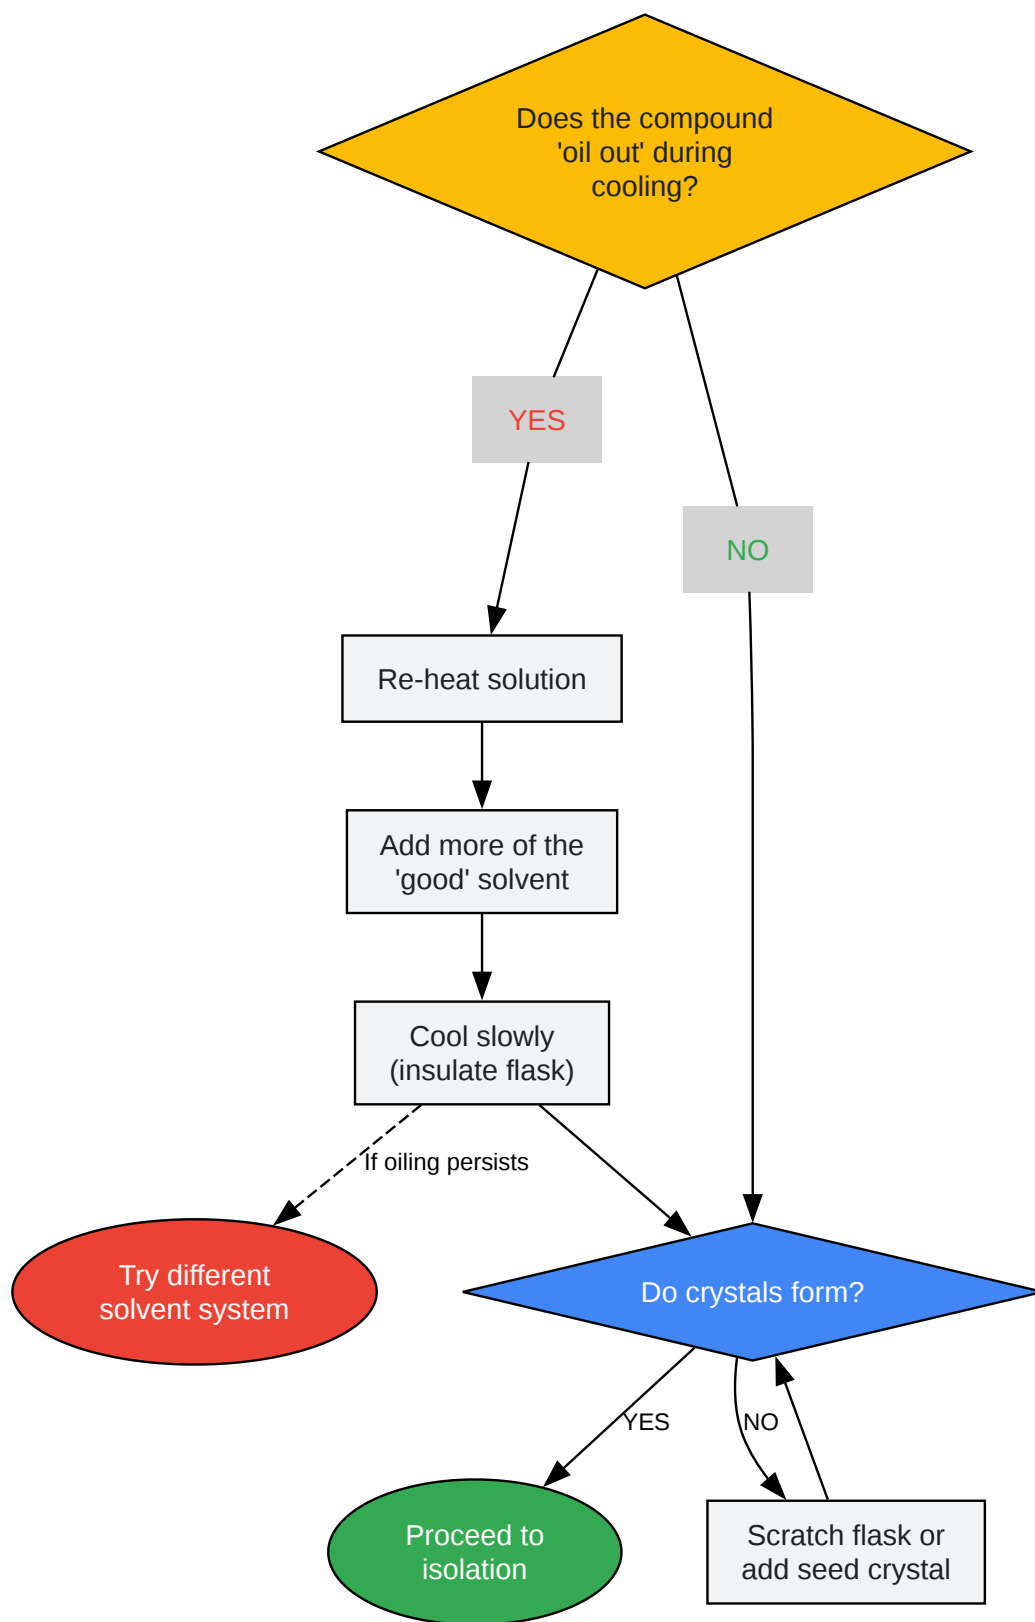 Does the compound
'oil out' during
cooling?
YES
NO
Re-heat solution
Add more of the
'good' solvent
Cool slowly
(insulate flask)
If oiling persists
Try different
solvent system
Do crystals form?
YES
NO
Proceed to
isolation
Scratch flask or
add seed crystal